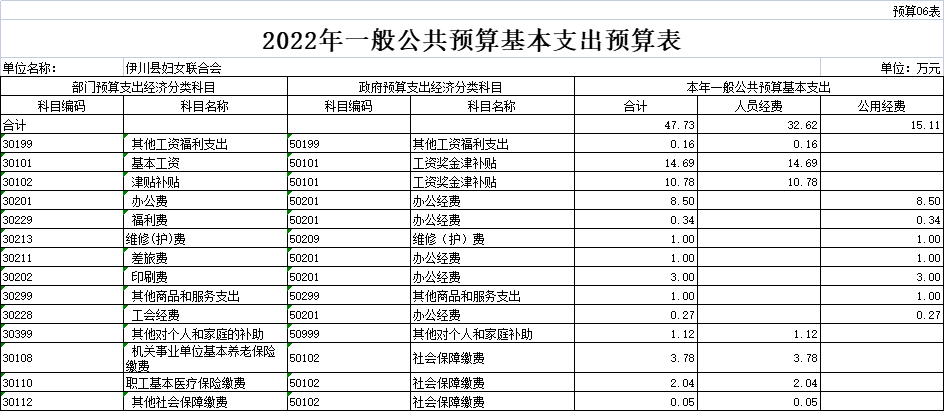 预算06表
2022年一般公共预算基本支出预算表
单位名称： 伊川县妇女联合会 单位：万元
部门预算支出经济分类科目 政府预算支出经济分类科目 本年一般公共预算基本支出
科目编码 科目名称 科目编码 科目名称 合计 人员经费 公用经费
合计 47.73 32.62 15.11
30199 其他工资福利支出 50199 其他工资福利支出 0.16 0.16
30101 基本工资 50101 工资奖金津补贴 14.69 14.69
30102 津贴补贴 50101 工资奖金津补贴 10.78 10.78
30201 办公费 50201 办公经费 8.50 8.50
30229 福利费 50201 办公经费 0.34 0.34
30213 维修(护)费 50209 维修（护）费 1.00 1.00
30211 差旅费 50201 办公经费 1.00 1.00
30202 印刷费 50201 办公经费 3.00 3.00
30299 其他商品和服务支出 50299 其他商品和服务支出 1.00 1.00
30228 工会经费 50201 办公经费 0.27 0.27
30399 其他对个人和家庭的补助 50999 其他对个人和家庭补助 1.12 1.12
30108 机关事业单位基本养老保险 50102 社会保障缴费 3.78 3.78
缴费
30110 职工基本医疗保险缴费 50102 社会保障缴费 2.04 2.04
30112 其他社会保障缴费 50102 社会保障缴费 0.05 0.05